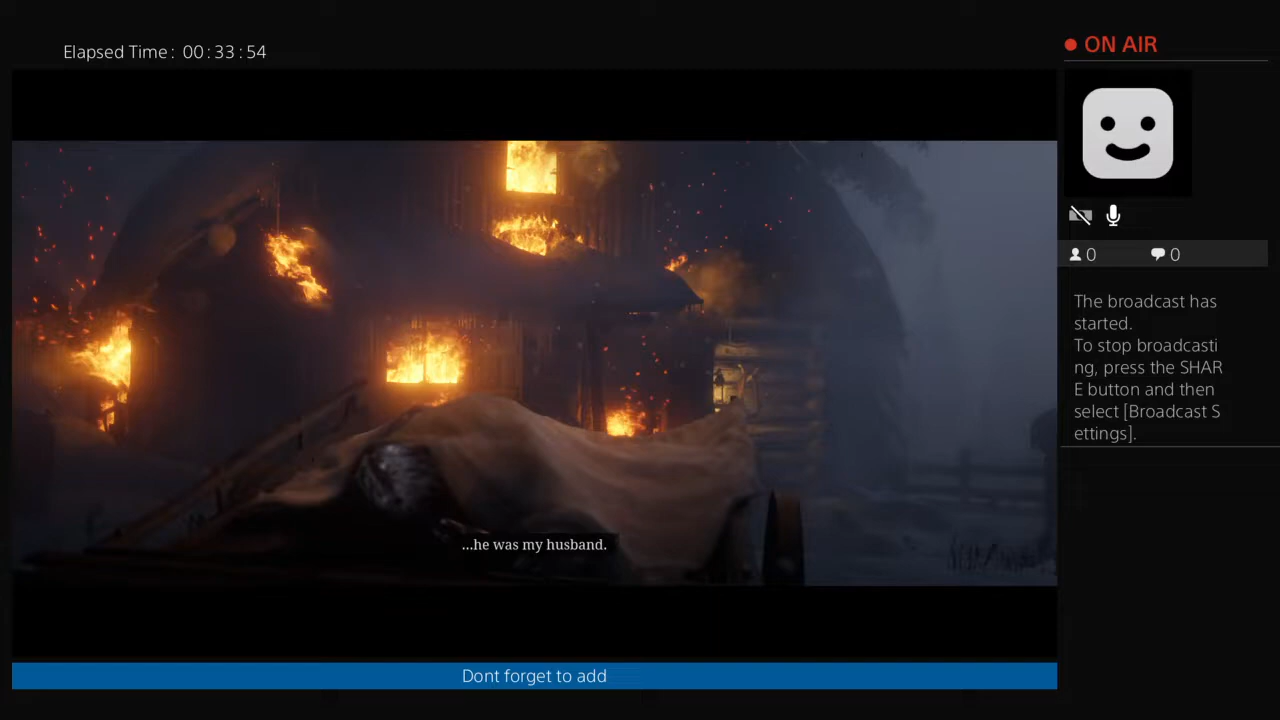 Elapsed Time: 00:33:54
ON AIR
0 0
The broadcast has
started.
To stop broadcasti
ng, press the SHAR
E button and then
select [Broadcast S
ettings].
...he was my husband.
Dont forget to add